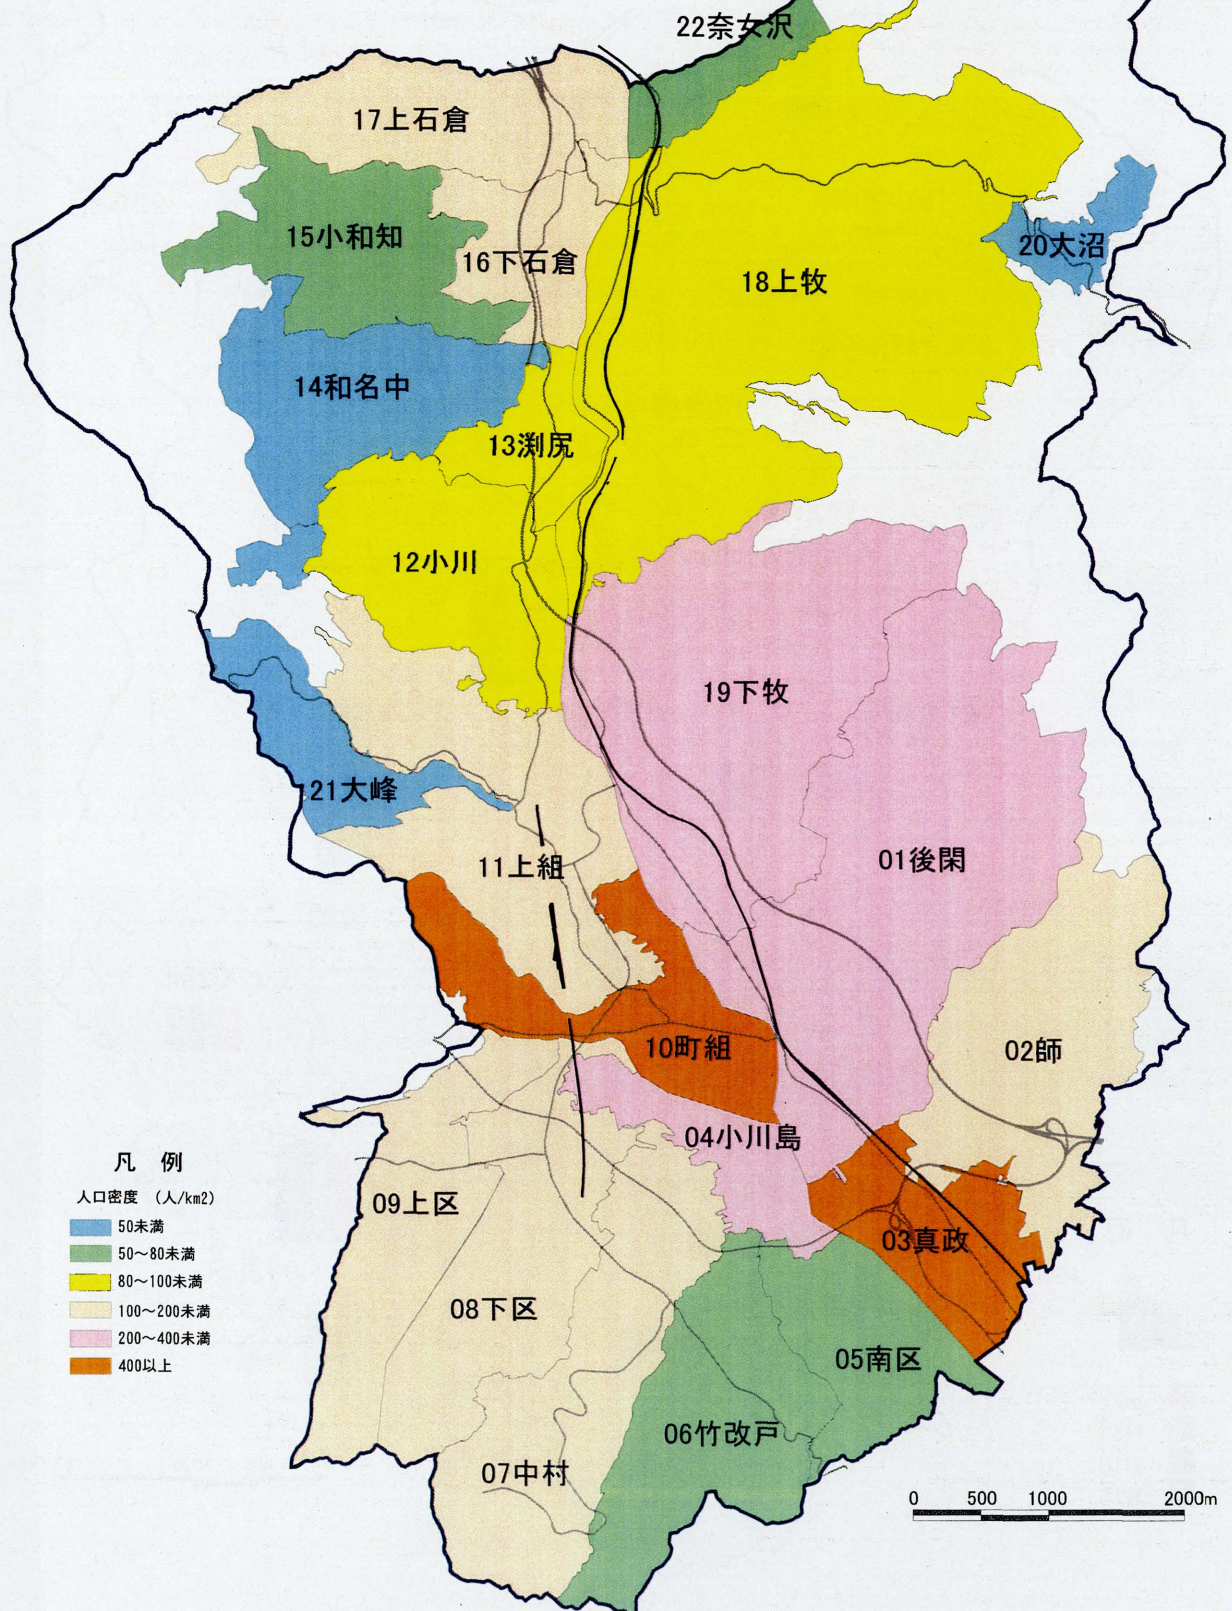 22奈女沢
17上石倉
15小和知
16下石倉
20大沼
18上牧
14和名中
13渕尻
12小川
19下牧
21大峰
11上組
01後閑
10町組
02師
04小川島
09上区
03真政
08下区
05南区
06竹改戸
07中村
凡 例
人口密度 (人/km2)
50未満
50～80未満
80～100未満
100～200未満
200～400未満
400以上
0 500 1000 2000m